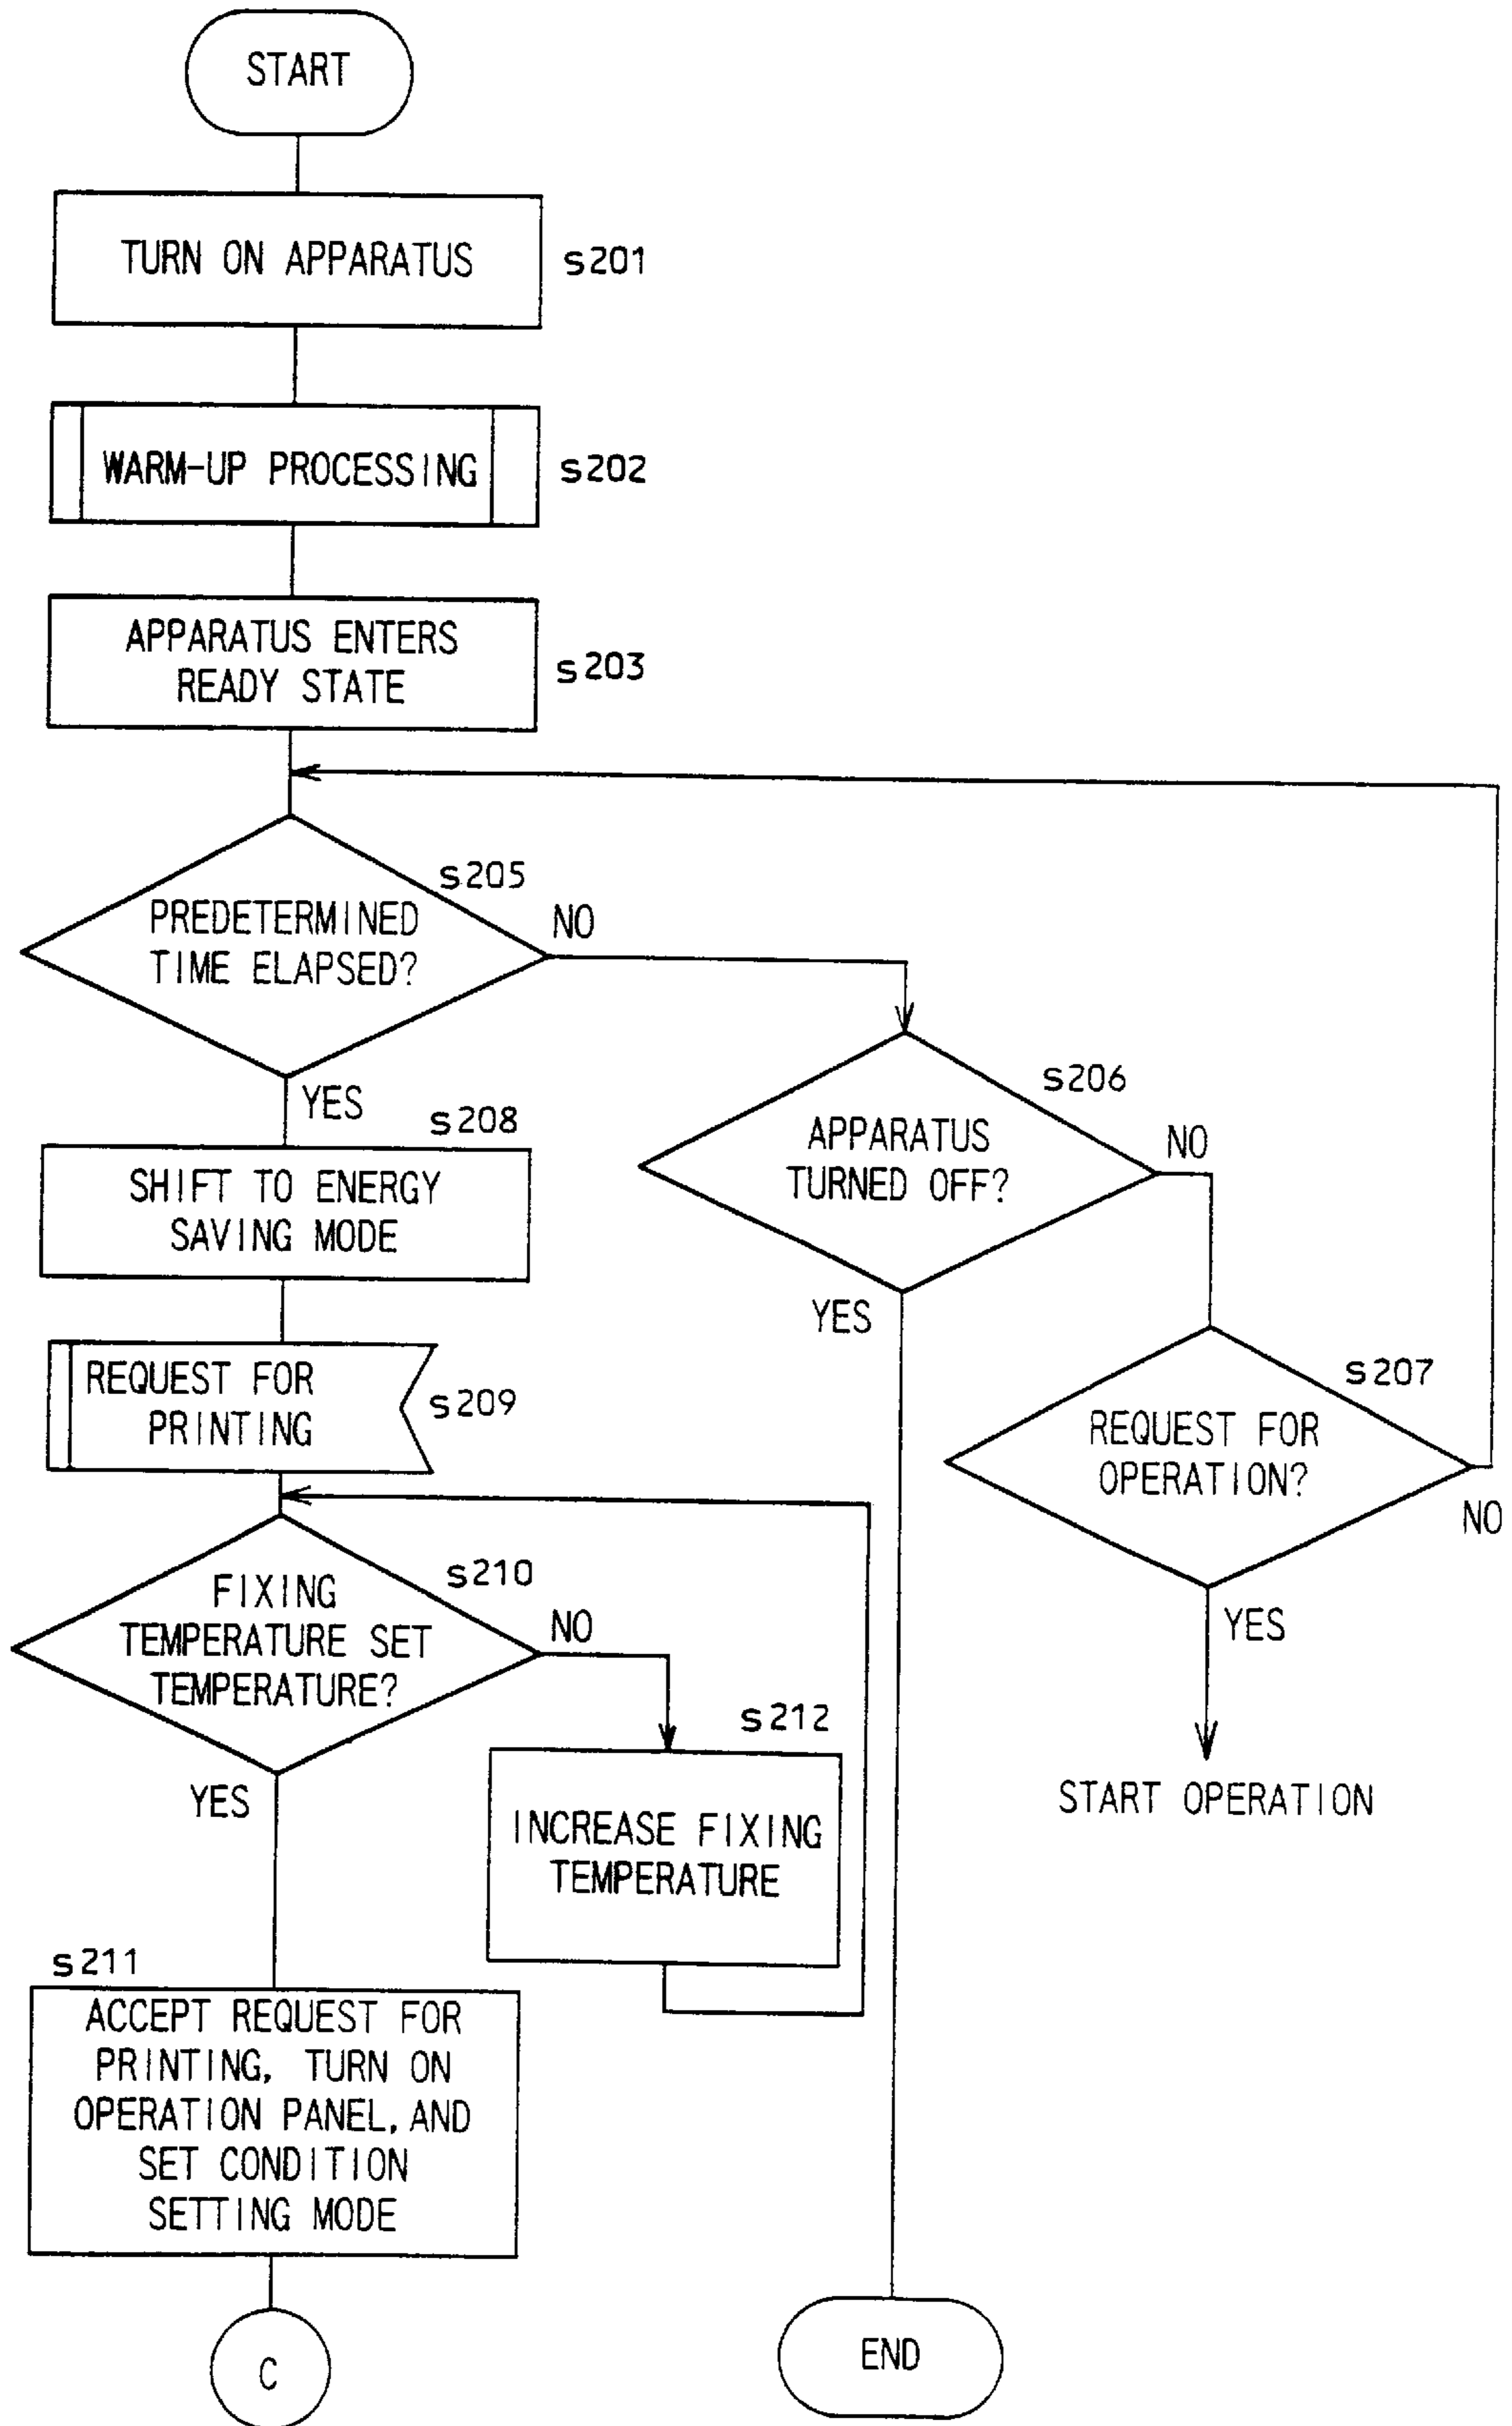 START
TURN ON APPARATUS
s201
WARM-UP PROCESSING
s202
APPARATUS ENTERS
READY STATE
s203
s205
PREDETERMINED
TIME ELAPSED?
NO
YES
s206
APPARATUS
TURNED OFF?
NO
YES
s208
SHIFT TO ENERGY
SAVING MODE
REQUEST FOR
PRINTING
s209
s207
REQUEST FOR
OPERATION?
NO
YES
START OPERATION
s210
FIXING
TEMPERATURE SET
TEMPERATURE?
NO
YES
s212
INCREASE FIXING
TEMPERATURE
s211
ACCEPT REQUEST FOR
PRINTING, TURN ON
OPERATION PANEL, AND
SET CONDITION
SETTING MODE
C
END